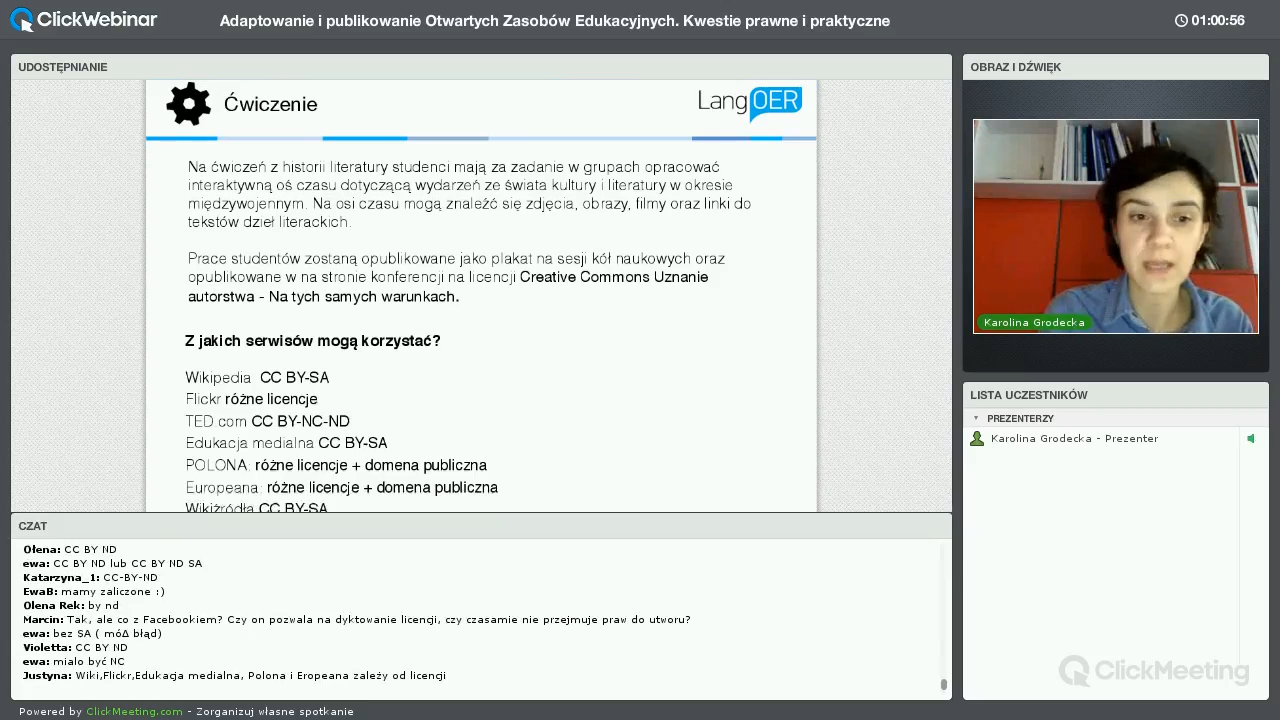 ClickWebinar
Adaptowanie i publikowanie Otwartych Zasobów Edukacyjnych. Kwestie prawne i praktyczne
01:00:56
UDOSTĘPNIANIE
Ćwiczenie
LangOER
Na ćwiczeń z historii literatury studenci mają za zadanie w grupach opracować
interaktywną oś czasu dotyczącą wydarzeń ze świata kultury i literatury w okresie
międzywojennym. Na osi czasu mogą znaleźć się zdjęcia, obrazy, filmy oraz linki do
tekstów dzieł literackich.
Prace studentów zostaną opublikowane jako plakat na sesji kół naukowych oraz
opublikowane w na stronie konferencji na licencji Creative Commons Uznanie
autorstwa - Na tych samych warunkach.
Z jakich serwisów mogą korzystać?
Wikipedia CC BY-SA
Flickr różne licencje
TED com CC BY-NC-ND
Edukacja medialna CC BY-SA
POLONA: różne licencje + domena publiczna
Europeana: różne licencje + domena publiczna
Wikiźródła CC BY-SA
CZAT
Ołena: CC BY ND
ewa: CC BY ND lub CC BY ND SA
Katarzyna_1: CC-BY-ND
EwaB: mamy zaliczone :)
Olena Rek: by nd
Marcin: Tak, ale co z Facebookiem? Czy on pozwala na dyktowanie licencji, czy czasamie nie przejmuje praw do utworu?
ewa: bez SA ( móΔ błąd)
Violetta: CC BY ND
ewa: mialo być NC
Justyna: Wiki,Flickr,Edukacja medialna, Polona i Eropeana zależy od licencji
OBRAZ I DŹWIĘK
Karolina Grodecka
LISTA UCZESTNIKÓW
PREZENTERZY
Karolina Grodecka - Prezenter
ClickMeeting
Powered by ClickMeeting.com - Zorganizuj własne spotkanie